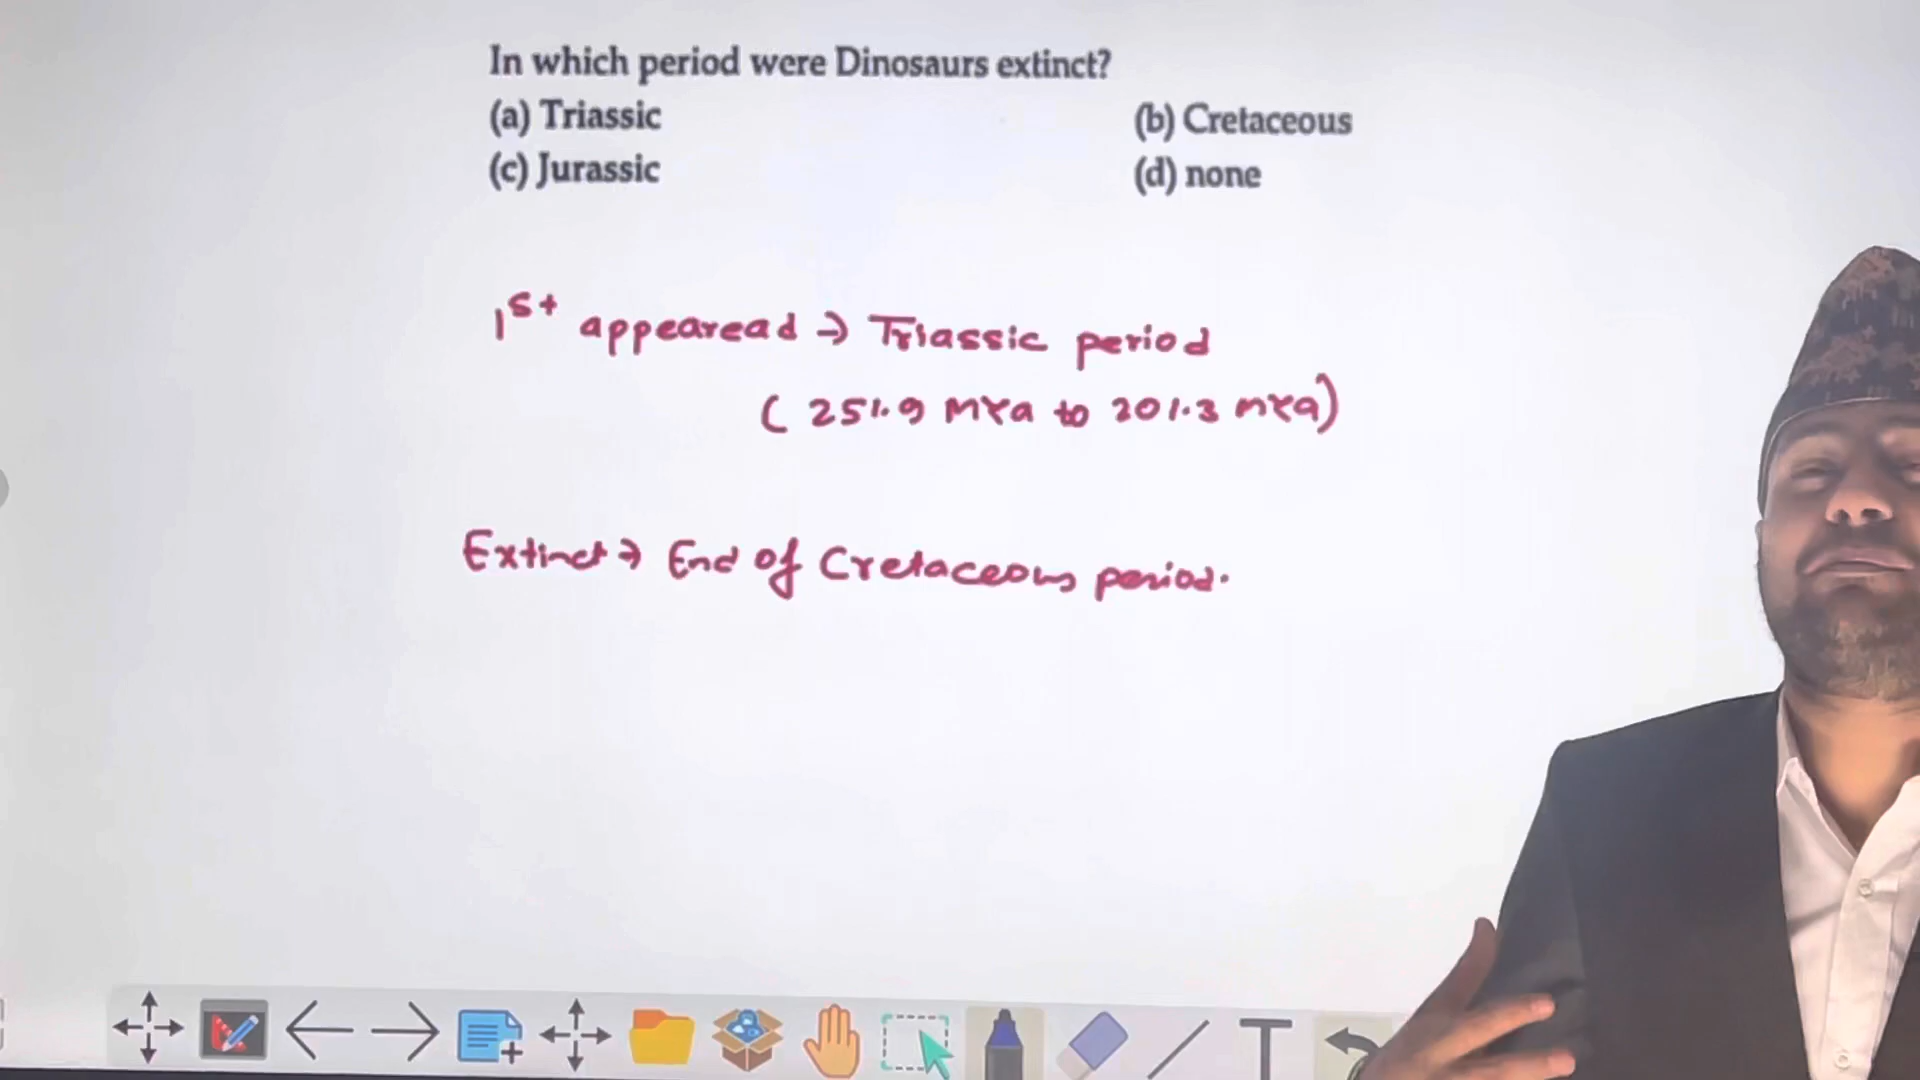 In which period were Dinosaurs extinct?
(a) Triassic (b) Cretaceous
(c) Jurassic (d) none
1st appearead → Triassic period
( 251.9 MYa to 201.3 mya)
Extinct → End of Cretaceous period.